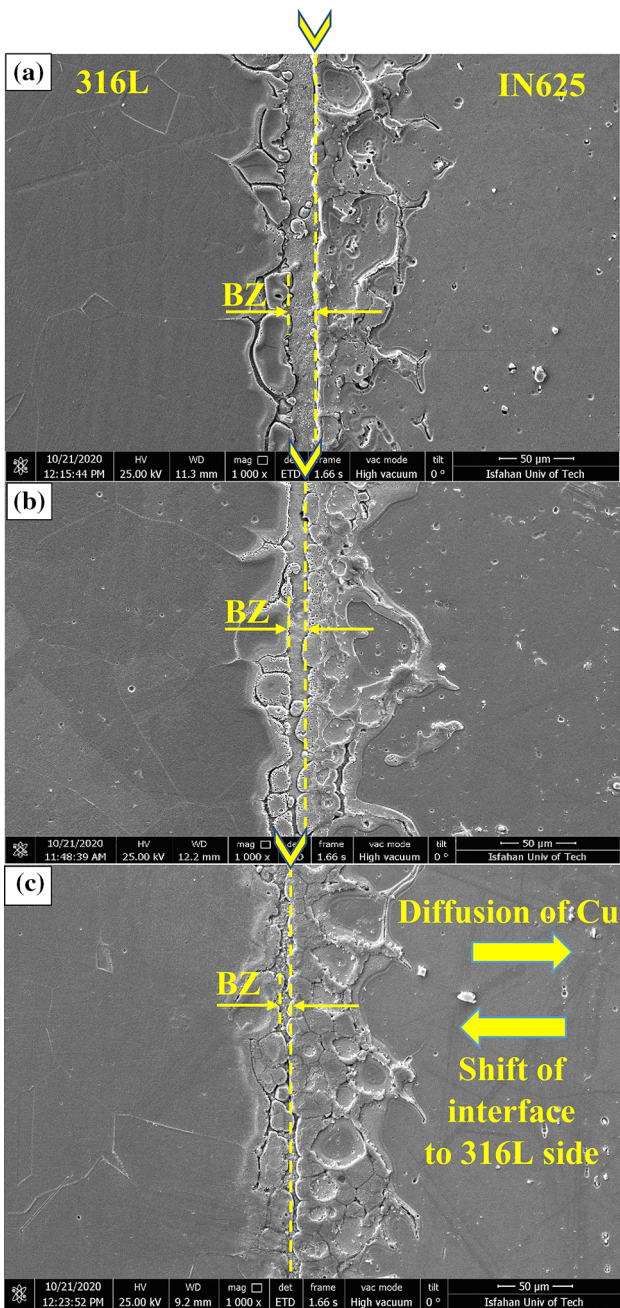 (a)
316L
IN625
BZ
10/21/2020 HV WD mag det frame vac mode tilt 50 µm
12:15:44 PM 25.00 kV 11.3 mm 1 000 x ETD 1.66 s High vacuum 0 ° Isfahan Univ of Tech
(b)
BZ
10/21/2020 HV WD mag frame vac mode tilt 50 µm
11:48:39 AM 25.00 kV 12.2 mm 1 000 x 1.66 s High vacuum 0 ° Isfahan Univ of Tech
(c)
Diffusion of Cu
BZ
Shift of
interface
to 316L side
10/21/2020 HV WD mag det frame vac mode tilt 50 µm
12:23:52 PM 25.00 kV 9.2 mm 1 000 x ETD 1.66 s High vacuum 0 ° Isfahan Univ of Tech